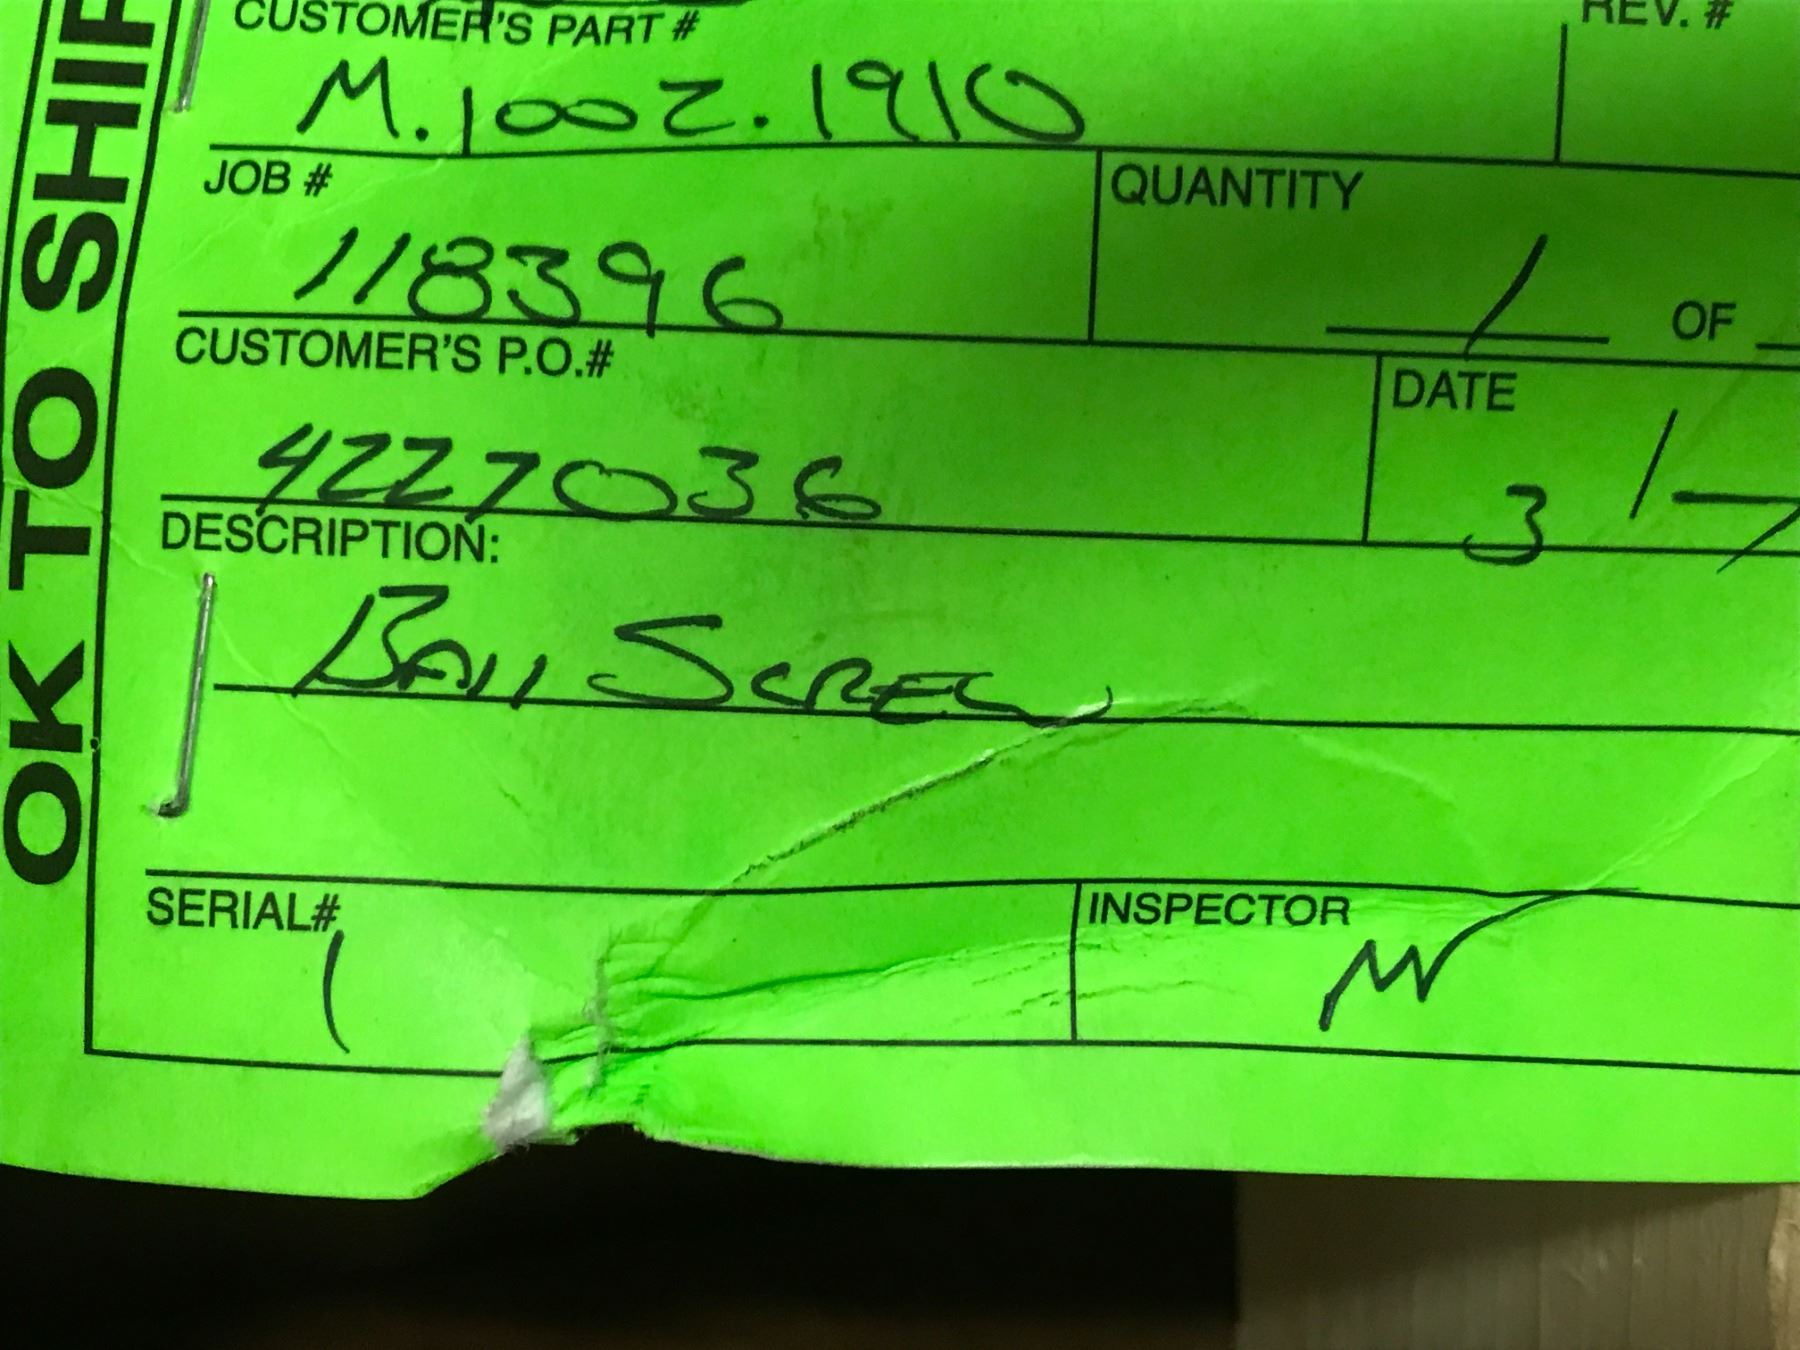 OK TO SHIP
CUSTOMER'S PART # REV. #
M.1002.1910
JOB # QUANTITY
118396 1 OF
CUSTOMER'S P.O.# DATE
4227036 3
DESCRIPTION:
Ball Screw
SERIAL# INSPECTOR
1